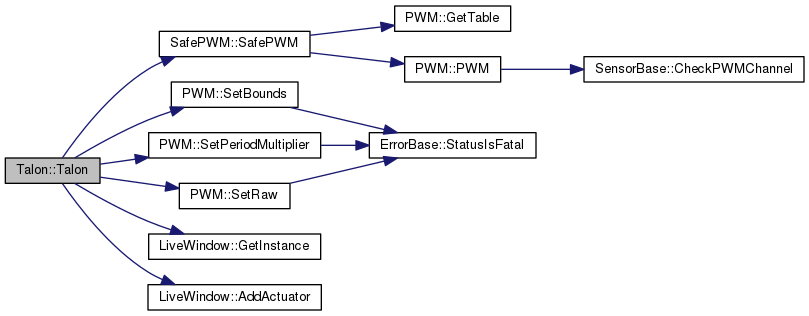 PWM::GetTable
SafePWM::SafePWM
PWM::PWM
SensorBase::CheckPWMChannel
PWM::SetBounds
PWM::SetPeriodMultiplier
ErrorBase::StatusIsFatal
Talon::Talon
PWM::SetRaw
LiveWindow::GetInstance
LiveWindow::AddActuator